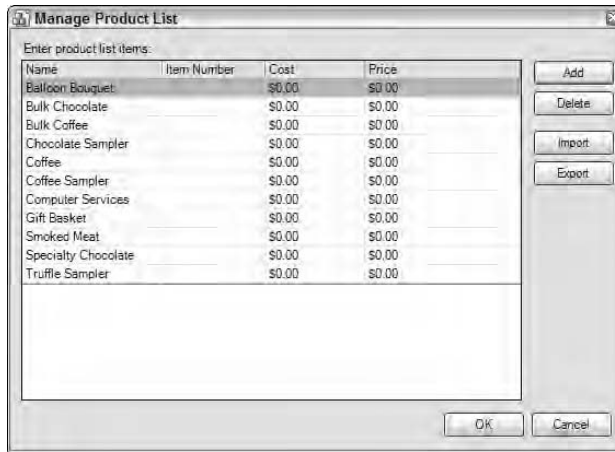 Manage Product List
Enter product list items:
Name Item Number Cost Price
Balloon Bouquet $0.00 $0.00
Bulk Chocolate $0.00 $0.00
Bulk Coffee $0.00 $0.00
Chocolate Sampler $0.00 $0.00
Coffee $0.00 $0.00
Coffee Sampler $0.00 $0.00
Computer Services $0.00 $0.00
Gift Basket $0.00 $0.00
Smoked Meat $0.00 $0.00
Specialty Chocolate $0.00 $0.00
Truffle Sampler $0.00 $0.00
Add
Delete
Import
Export
OK Cancel